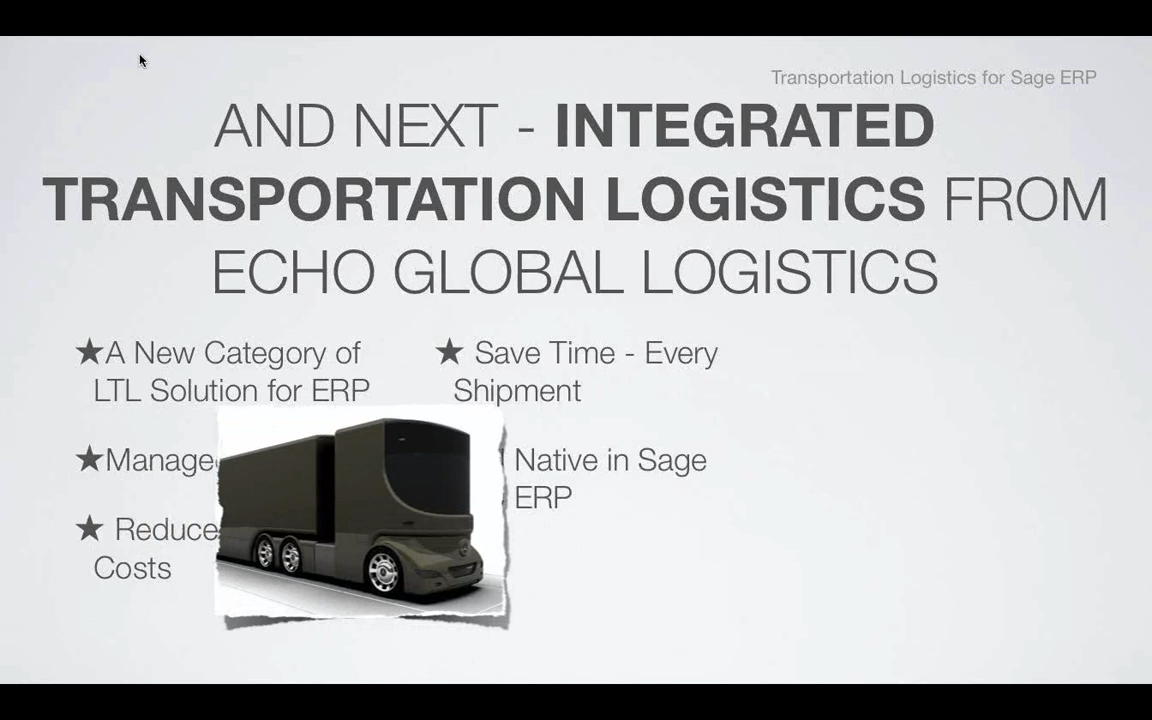 Transportation Logistics for Sage ERP
AND NEXT - INTEGRATED
TRANSPORTATION LOGISTICS FROM
ECHO GLOBAL LOGISTICS
★A New Category of
LTL Solution for ERP
★Manage
★ Reduce
Costs
★ Save Time - Every
Shipment
Native in Sage
ERP